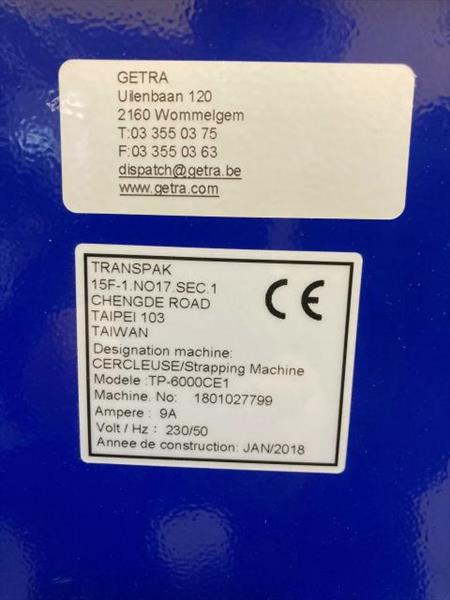 GETRA
Uilenbaan 120
2160 Wommelgem
T:03 355 03 75
F:03 355 03 63
dispatch@getra.be
www.getra.com
TRANSPAK
15F-1.NO17.SEC.1
CHENGDE ROAD
TAIPEI 103
TAIWAN
CE
Designation machine:
CERCLEUSE/Strapping Machine
Modele :TP-6000CE1
Machine. No: 1801027799
Ampere : 9A
Volt / Hz : 230/50
Annee de construction: JAN/2018